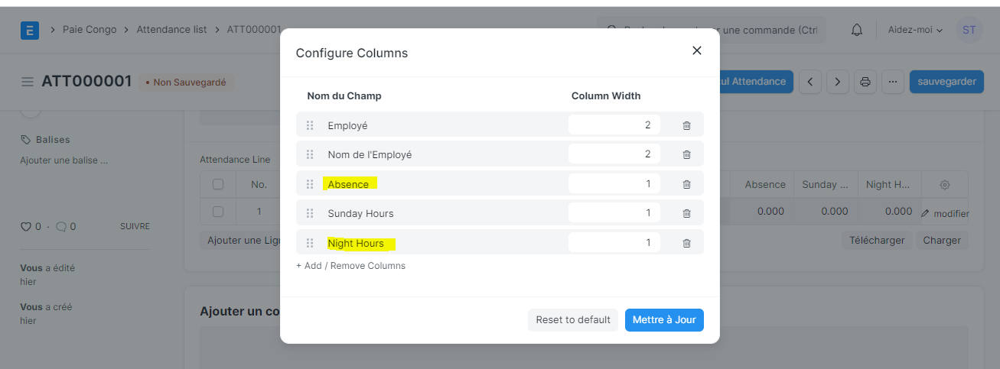 E > Paie Congo > Attendance list > ATT000001
une commande (Ctrl
Aidez-moi
ST
ATT000001
• Non Sauvegardé
Attendance
sauvegarder
Configure Columns
Nom du Champ Column Width
Employé 2
Nom de l'Employé 2
Absence 1
Sunday Hours 1
Night Hours 1
+ Add / Remove Columns
Reset to default
Mettre à Jour
Balises
Ajouter une balise ...
0 · 0 SUIVRE
Vous a édité
hier
Vous a créé
hier
Attendance Line
No. Absence Sunday ... Night H...
1 0.000 0.000 0.000 modifier
Ajouter une
Télécharger
Charger
Ajouter un